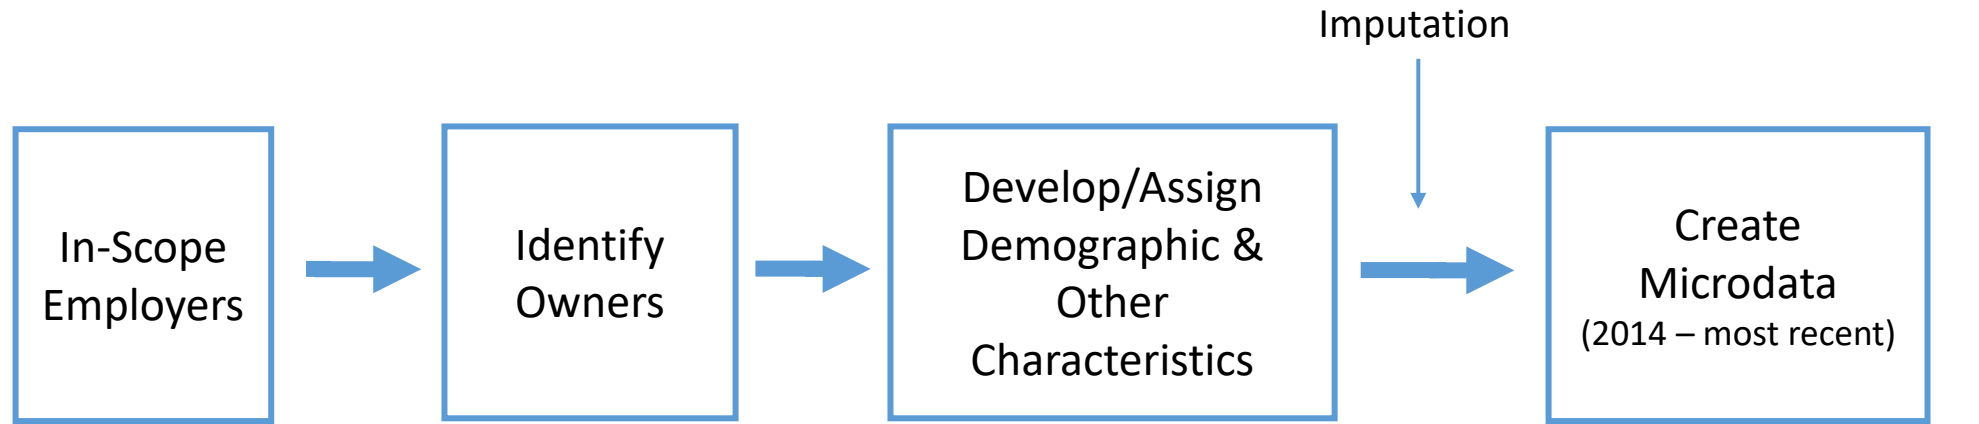 Imputation
In-Scope
Employers
Identify
Owners
Develop/Assign
Demographic &
Other
Characteristics
Create
Microdata
(2014 – most recent)